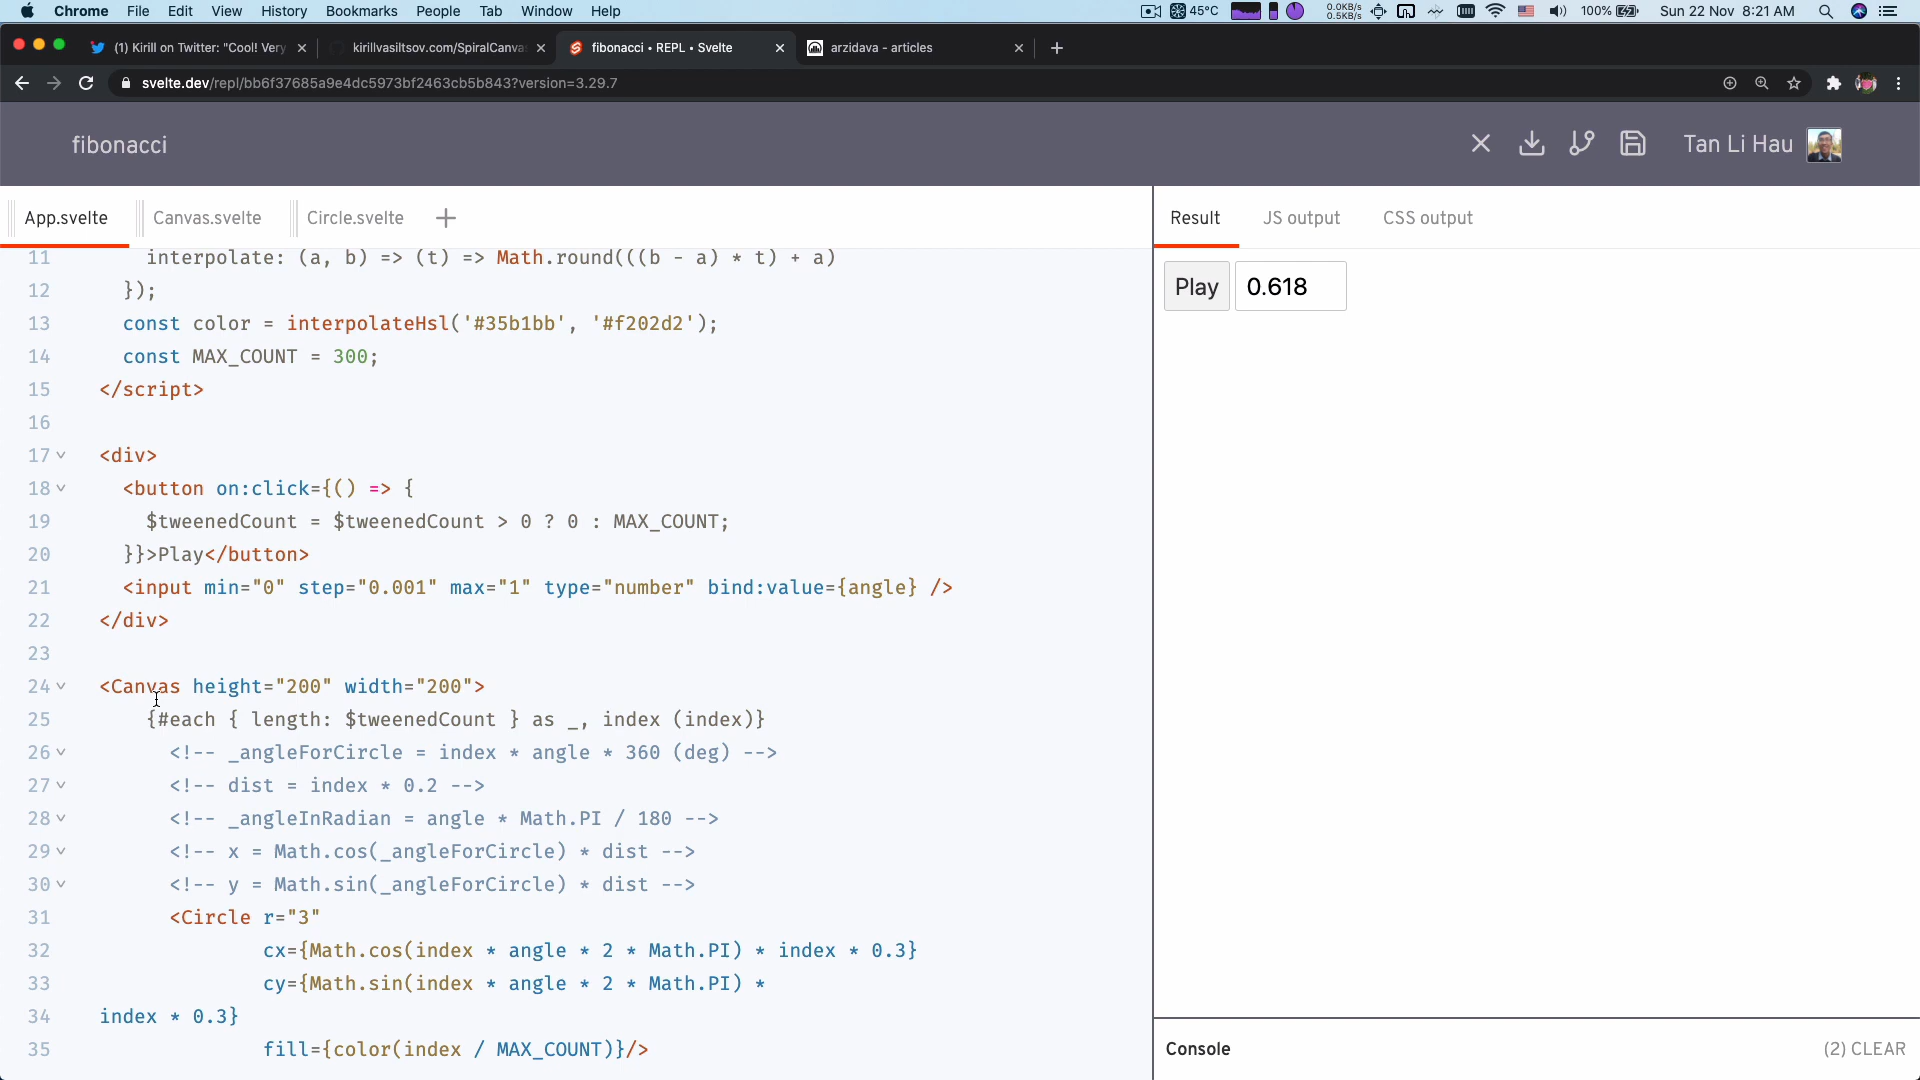 Chrome File Edit View History Bookmarks People Tab Window Help 45°C 0.0KB/s 0.5KB/s 100% Sun 22 Nov 8:21 AM
(1) Kirill on Twitter: "Cool! Very kirillvasiltsov.com/SpiralCanva fibonacci • REPL • Svelte arzidava - articles
svelte.dev/repl/bb6f37685a9e4dc5973bf2463cb5b843?version=3.29.7
fibonacci Tan Li Hau
App.svelte Canvas.svelte Circle.svelte + Result JS output CSS output
11 interpolate: (a, b) => (t) => Math.round(((b - a) * t) + a)
12 });
13 const color = interpolateHsl('#35b1bb', '#f202d2');
14 const MAX_COUNT = 300;
15 </script>
16
17 <div>
18 <button on:click={() => {
19 $tweenedCount = $tweenedCount > 0 ? 0 : MAX_COUNT;
20 }}>Play</button>
21 <input min="0" step="0.001" max="1" type="number" bind:value={angle} />
22 </div>
23
24 <Canvas height="200" width="200">
25 {#each { length: $tweenedCount } as _, index (index)}
26 <!-- _angleForCircle = index * angle * 360 (deg) -->
27 <!-- dist = index * 0.2 -->
28 <!-- _angleInRadian = angle * Math.PI / 180 -->
29 <!-- x = Math.cos(_angleForCircle) * dist -->
30 <!-- y = Math.sin(_angleForCircle) * dist -->
31 <Circle r="3"
32 cx={Math.cos(index * angle * 2 * Math.PI) * index * 0.3}
33 cy={Math.sin(index * angle * 2 * Math.PI) *
34 index * 0.3}
35 fill={color(index / MAX_COUNT)}/>
Play 0.618
Console (2) CLEAR